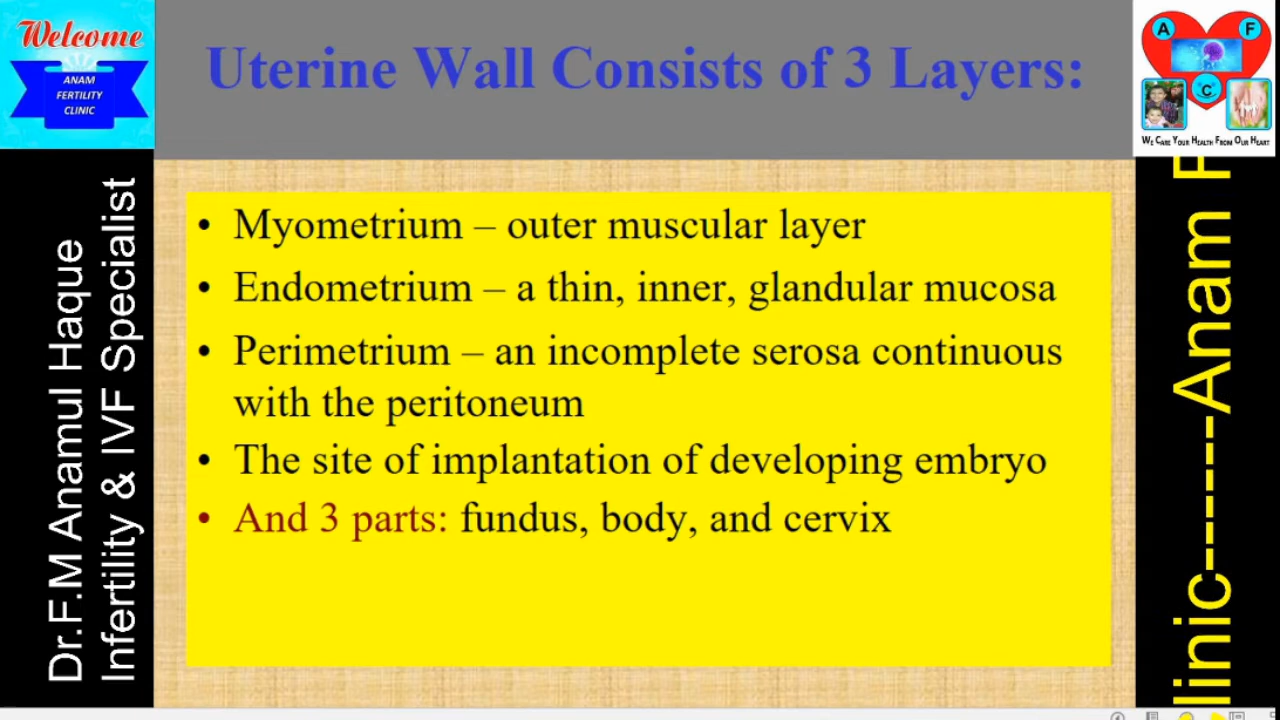 Welcome
ANAM
FERTILITY
CLINIC
Uterine Wall Consists of 3 Layers:
A F
C
WE CARE YOUR HEALTH FROM OUR HEART
Dr.F.M Anamul Haque
Infertility & IVF Specialist
• Myometrium – outer muscular layer
• Endometrium – a thin, inner, glandular mucosa
• Perimetrium – an incomplete serosa continuous
with the peritoneum
• The site of implantation of developing embryo
• And 3 parts: fundus, body, and cervix
linic------Anam F